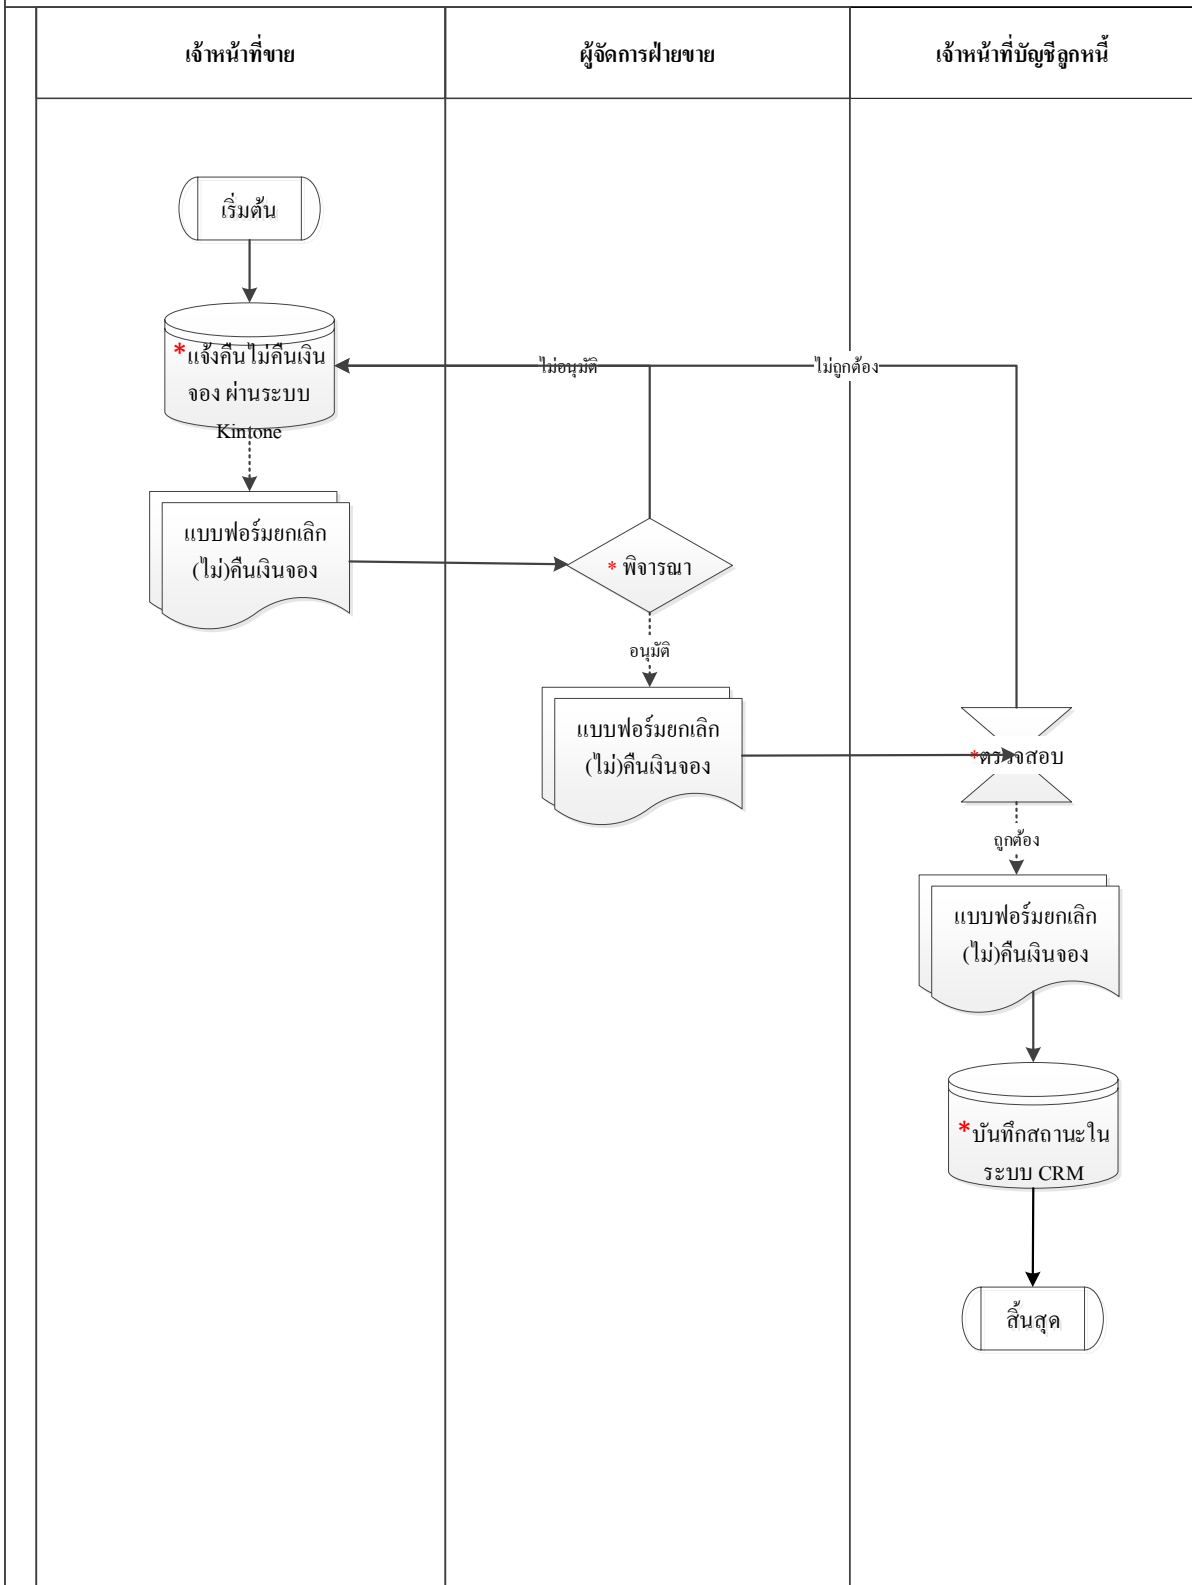 เจ้าหน้าที่ขาย
ผู้จัดการฝ่ายขาย
เจ้าหน้าที่บัญชีลูกหนี้
เริ่มต้น
*แจ้งคืน ไม่คืนเงิน
จอง ผ่านระบบ
Kintone
ไม่อนุมัติ
ไม่ถูกต้อง
แบบฟอร์มยกเลิก
(ไม่)คืนเงินจอง
* พิจารณา
อนุมัติ
แบบฟอร์มยกเลิก
(ไม่)คืนเงินจอง
*ตรวจสอบ
ถูกต้อง
แบบฟอร์มยกเลิก
(ไม่)คืนเงินจอง
*บันทึกสถานะใน
ระบบ CRM
สิ้นสุด